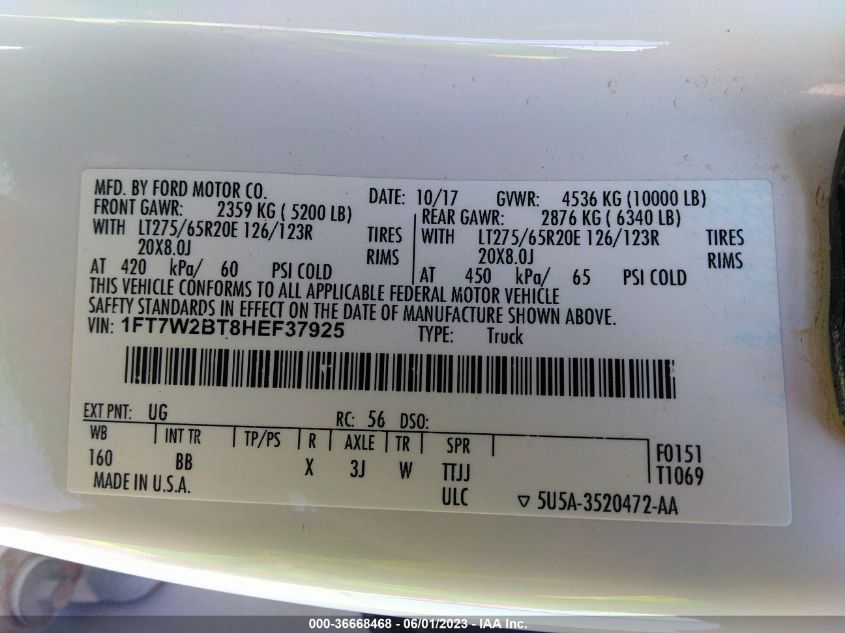 MFD. BY FORD MOTOR CO. DATE: 10/17 GVWR: 4536 KG (10000 LB)
FRONT GAWR: 2359 KG ( 5200 LB) REAR GAWR: 2876 KG ( 6340 LB)
WITH LT275/65R20E 126/123R TIRES WITH LT275/65R20E 126/123R TIRES
20X8.0J RIMS 20X8.0J RIMS
AT 420 kPa/ 60 PSI COLD AT 450 kPa/ 65 PSI COLD
THIS VEHICLE CONFORMS TO ALL APPLICABLE FEDERAL MOTOR VEHICLE
SAFTY STANDARDS IN EFFECT ON THE DATE OF MANUFACTURE SHOWN ABOVE.
VIN: 1FT7W2BT8HEF37925 TYPE: Truck
EXT PNT: UG RC: 56 DSO:
WB INT TR TP/PS R AXLE TR SPR F0151
160 BB X 3J W TTJJ T1069
MADE IN U.S.A. ULC ▽ 5U5A-3520472-AA
000-36668468 - 06/01/2023 - IAA Inc.